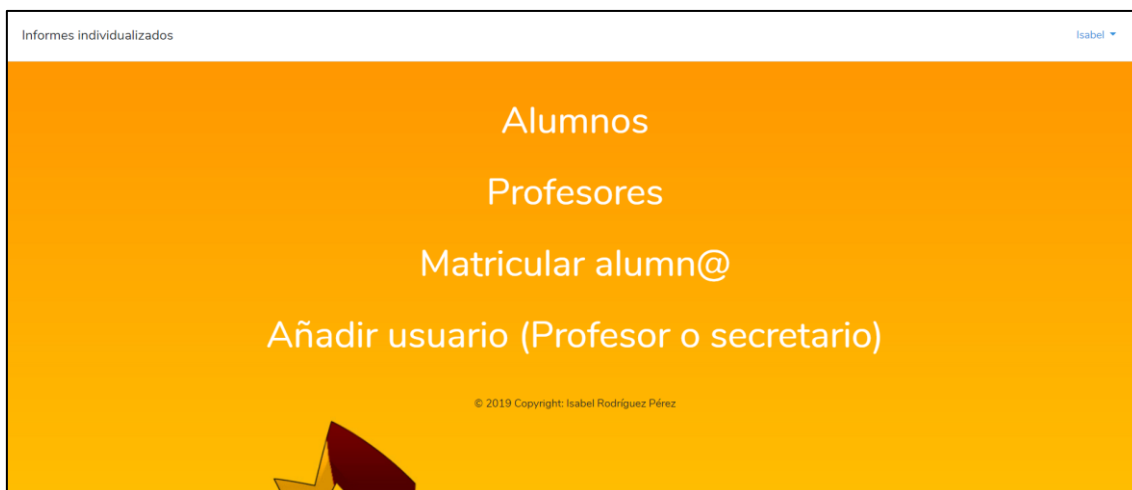 Informes individualizados
Isabel
Alumnos
Profesores
Matricular alumn@
Añadir usuario (Profesor o secretario)
© 2019 Copyright: Isabel Rodríguez Pérez